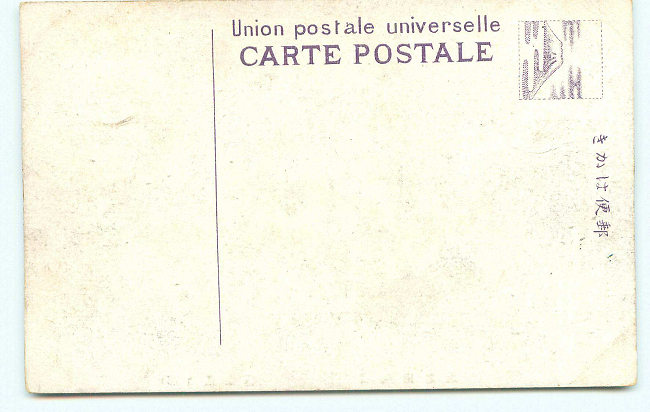 Union postale universelle
CARTE POSTALE
きかは便郵